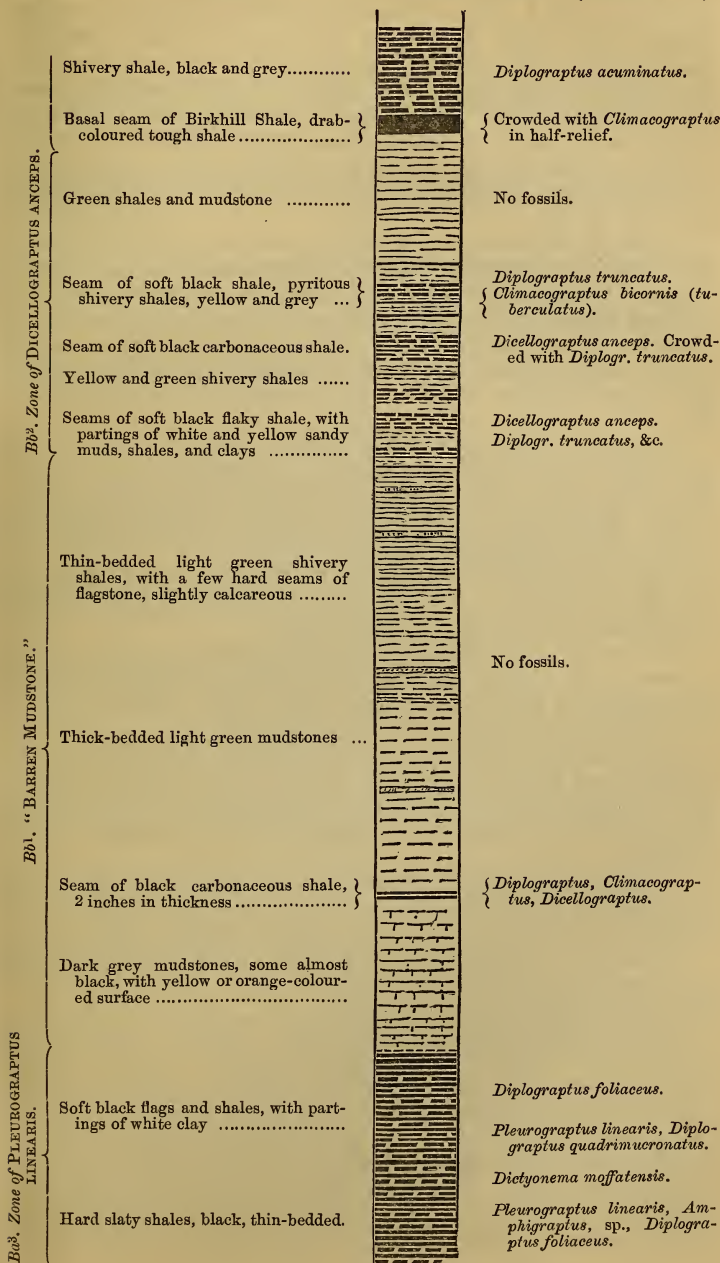 Shivery shale, black and grey............
Diplograptus acuminatus.
Basal seam of Birkhill Shale, drab-
coloured tough shale .....................
Crowded with Climacograptus
in half-relief.
Green shales and mudstone ............
No fossils.
Bb². Zone of DICELLOGRAPTUS ANCEPS.
Seam of soft black shale, pyritous
shivery shales, yellow and grey ...
Diplograptus truncatus.
Climacograptus bicornis (tu-
berculatus).
Seam of soft black carbonaceous shale.
Dicellograptus anceps. Crowd-
ed with Diplogr. truncatus.
Yellow and green shivery shales ......
Seams of soft black flaky shale, with
partings of white and yellow sandy
muds, shales, and clays ...............
Dicellograptus anceps.
Diplogr. truncatus, &c.
Thin-bedded light green shivery
shales, with a few hard seams of
flagstone, slightly calcareous .........
No fossils.
Bb¹. “BARREN MUDSTONE.”
Thick-bedded light green mudstones ...
Seam of black carbonaceous shale,
2 inches in thickness .....................
Diplograptus, Climacograp-
tus, Dicellograptus.
Dark grey mudstones, some almost
black, with yellow or orange-colour-
ed surface ....................................
Ba³. Zone of PLEUROGRAPTUS
LINEARIS.
Diplograptus foliaceus.
Soft black flags and shales, with part-
ings of white clay ........................
Pleurograptus linearis, Diplo-
graptus quadrimucronatus.
Dictyonema moffatensis.
Hard slaty shales, black, thin-bedded.
Pleurograptus linearis, Am-
phigraptus, sp., Diplogra-
ptus foliaceus.